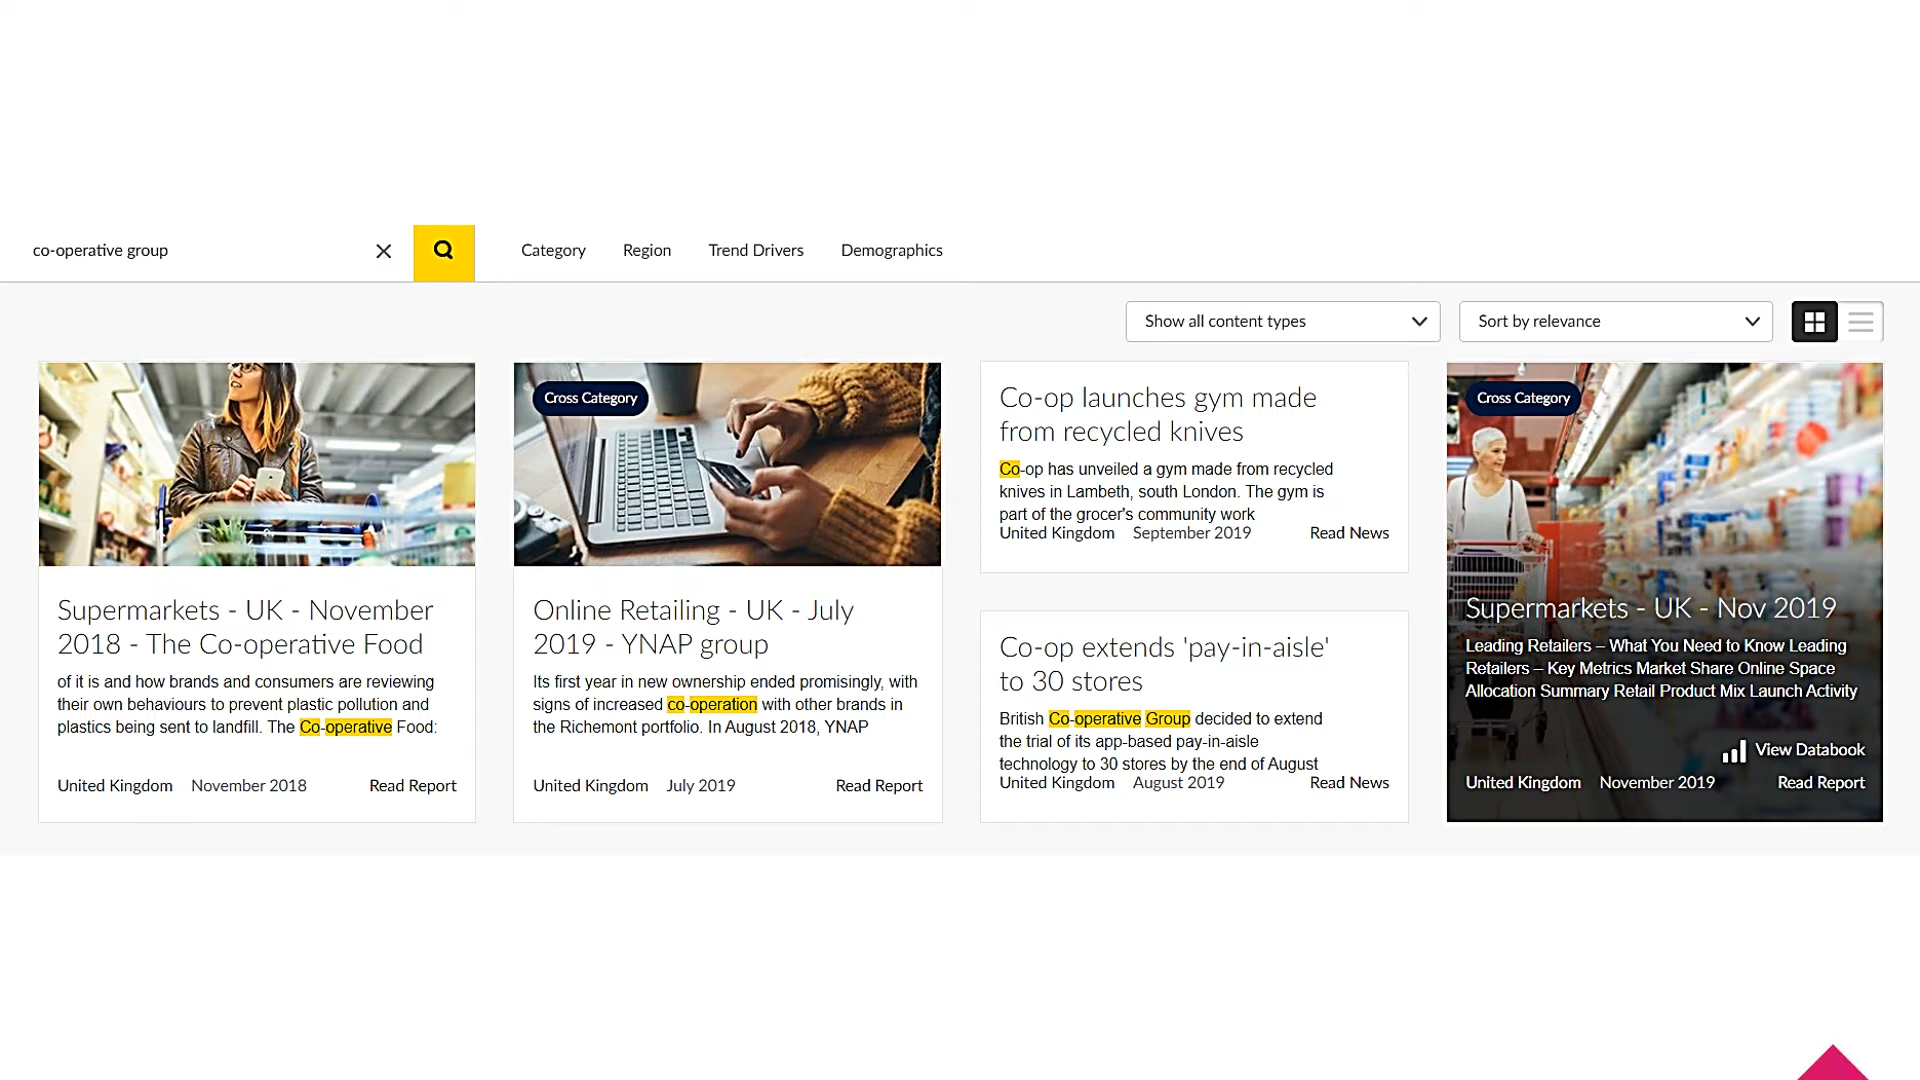 co-operative group
Category Region Trend Drivers Demographics
Show all content types
Sort by relevance
Supermarkets - UK - November
2018 - The Co-operative Food
of it is and how brands and consumers are reviewing
their own behaviours to prevent plastic pollution and
plastics being sent to landfill. The Co-operative Food:
United Kingdom November 2018 Read Report
Cross Category
Online Retailing - UK - July
2019 - YNAP group
Its first year in new ownership ended promisingly, with
signs of increased co-operation with other brands in
the Richemont portfolio. In August 2018, YNAP
United Kingdom July 2019 Read Report
Co-op launches gym made
from recycled knives
Co-op has unveiled a gym made from recycled
knives in Lambeth, south London. The gym is
part of the grocer's community work
United Kingdom September 2019 Read News
Co-op extends 'pay-in-aisle'
to 30 stores
British Co-operative Group decided to extend
the trial of its app-based pay-in-aisle
technology to 30 stores by the end of August
United Kingdom August 2019 Read News
Cross Category
Supermarkets - UK - Nov 2019
Leading Retailers – What You Need to Know Leading
Retailers – Key Metrics Market Share Online Space
Allocation Summary Retail Product Mix Launch Activity
View Databook
United Kingdom November 2019 Read Report